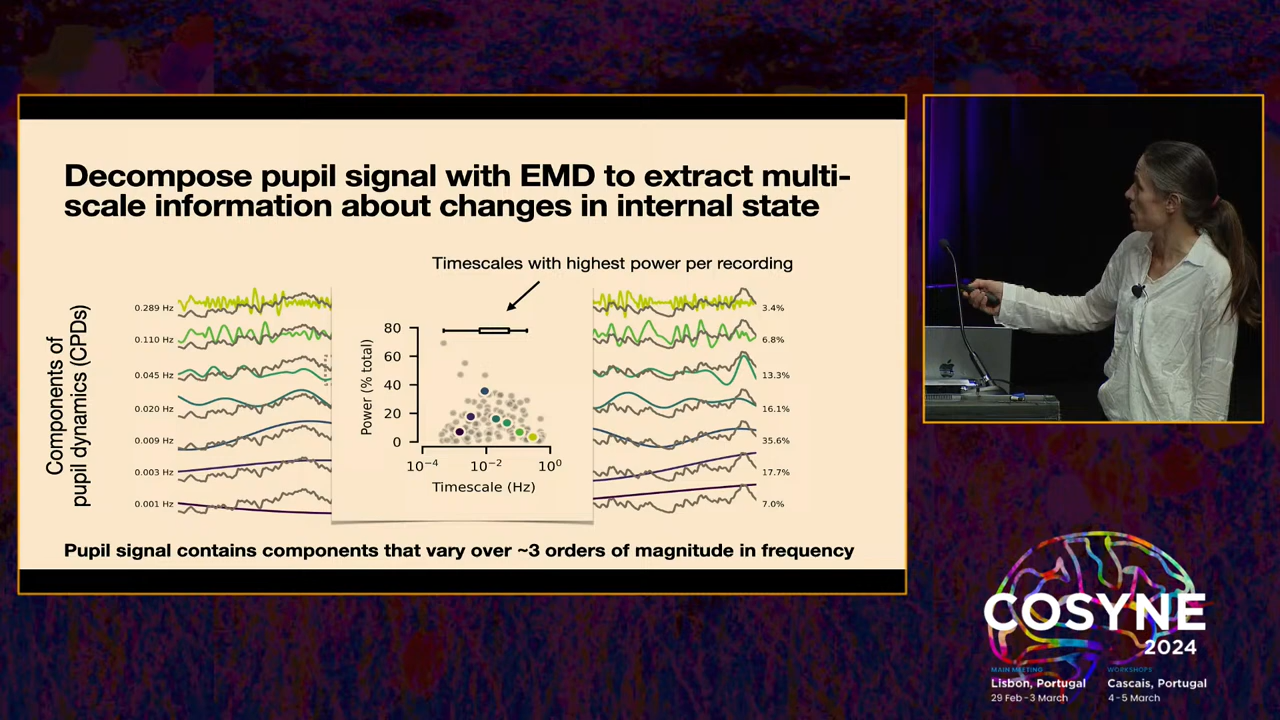 Decompose pupil signal with EMD to extract multi-
scale information about changes in internal state
Timescales with highest power per recording
Components of
pupil dynamics (CPDs)
0.289 Hz
0.110 Hz
0.045 Hz
0.020 Hz
0.009 Hz
0.003 Hz
0.001 Hz
Power (% total)
80
60
40
20
0
10⁻⁴ 10⁻² 10⁰
Timescale (Hz)
3.4%
6.8%
13.3%
16.1%
35.6%
17.7%
7.0%
Pupil signal contains components that vary over ~3 orders of magnitude in frequency
COSYNE
2024
MAIN MEETING
Lisbon, Portugal
29 Feb - 3 March
WORKSHOPS
Cascais, Portugal
4 - 5 March